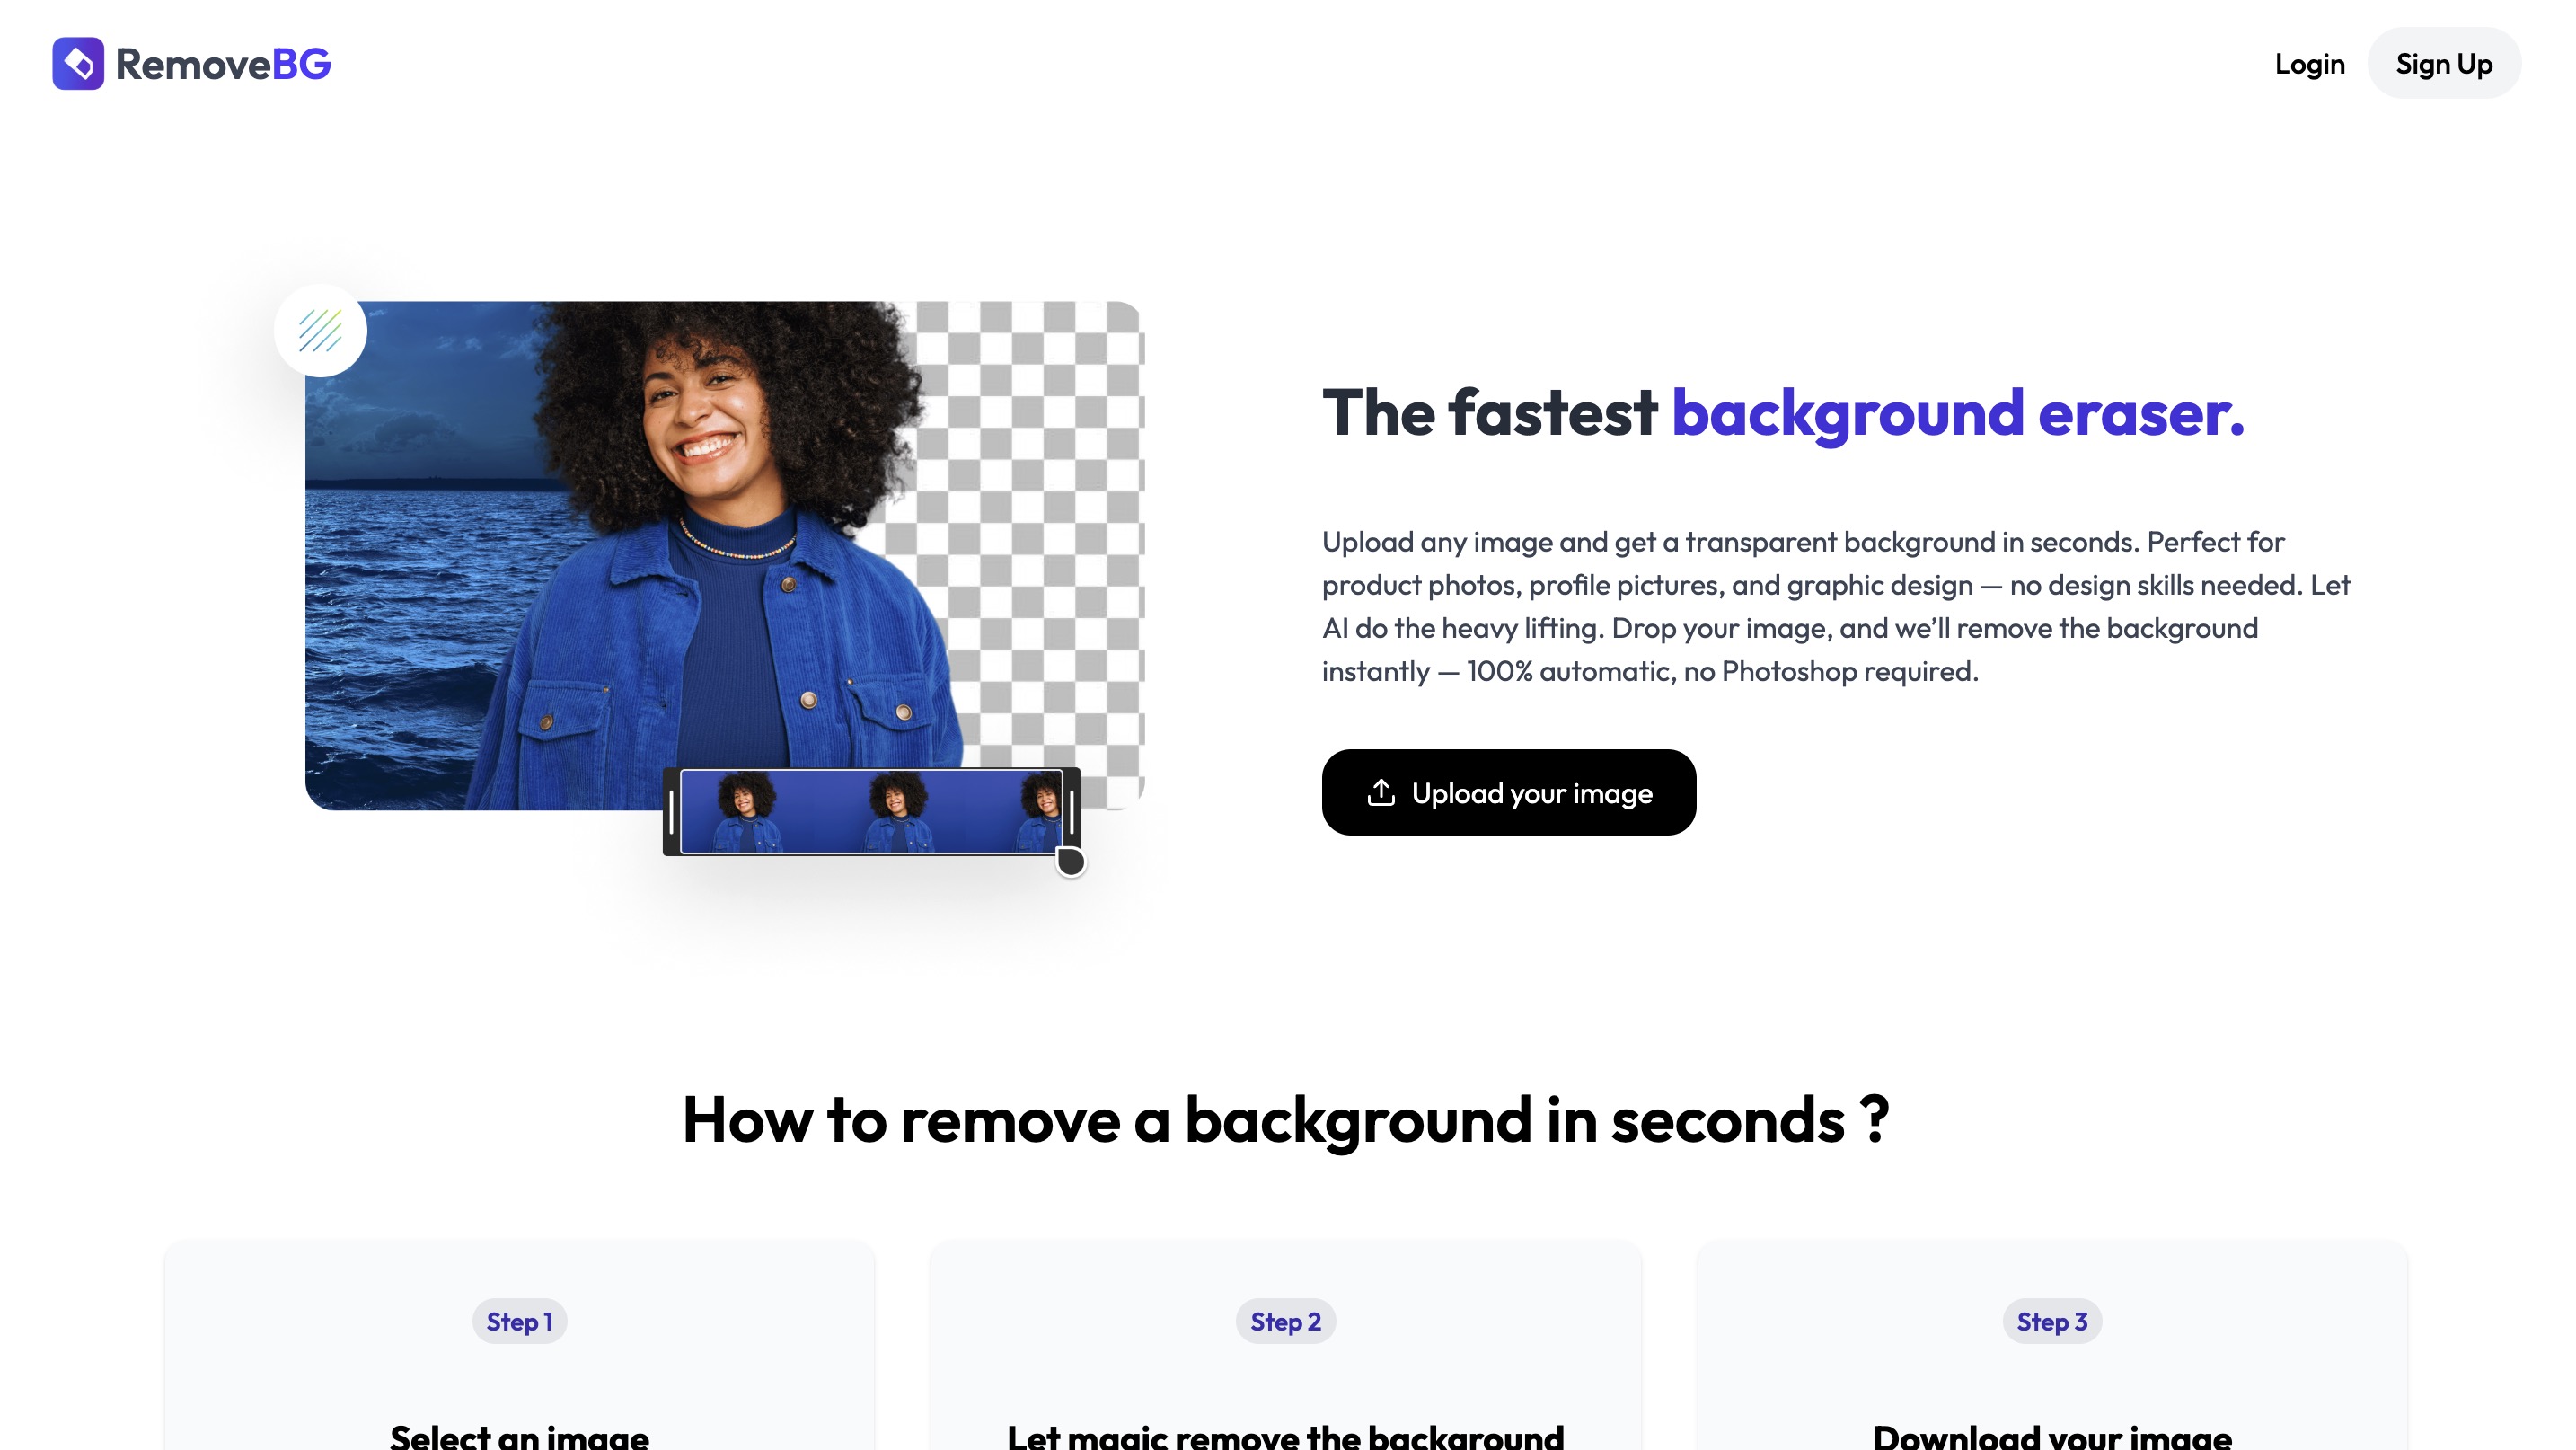 RemoveBG
Login
Sign Up
The fastest background eraser.
Upload any image and get a transparent background in seconds. Perfect for
product photos, profile pictures, and graphic design — no design skills needed. Let
AI do the heavy lifting. Drop your image, and we’ll remove the background
instantly — 100% automatic, no Photoshop required.
Upload your image
How to remove a background in seconds ?
Step 1
Select an image
Step 2
Let magic remove the background
Step 3
Download your image